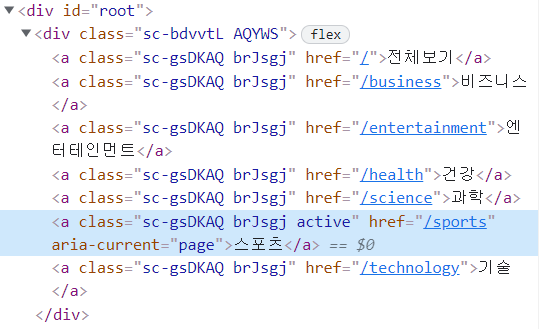 ▼<div id="root">
▼<div class="sc-bdvvtL AQYWS"> flex
<a class="sc-gsDKAQ brJsgj" href="/">전체보기</a>
<a class="sc-gsDKAQ brJsgj" href="/business">비즈니스
</a>
<a class="sc-gsDKAQ brJsgj" href="/entertainment">엔
터테인먼트</a>
<a class="sc-gsDKAQ brJsgj" href="/health">건강</a>
<a class="sc-gsDKAQ brJsgj" href="/science">과학</a>
<a class="sc-gsDKAQ brJsgj active" href="/sports"
aria-current="page">스포츠</a> == $0
<a class="sc-gsDKAQ brJsgj" href="/technology">기술
</a>
</div>